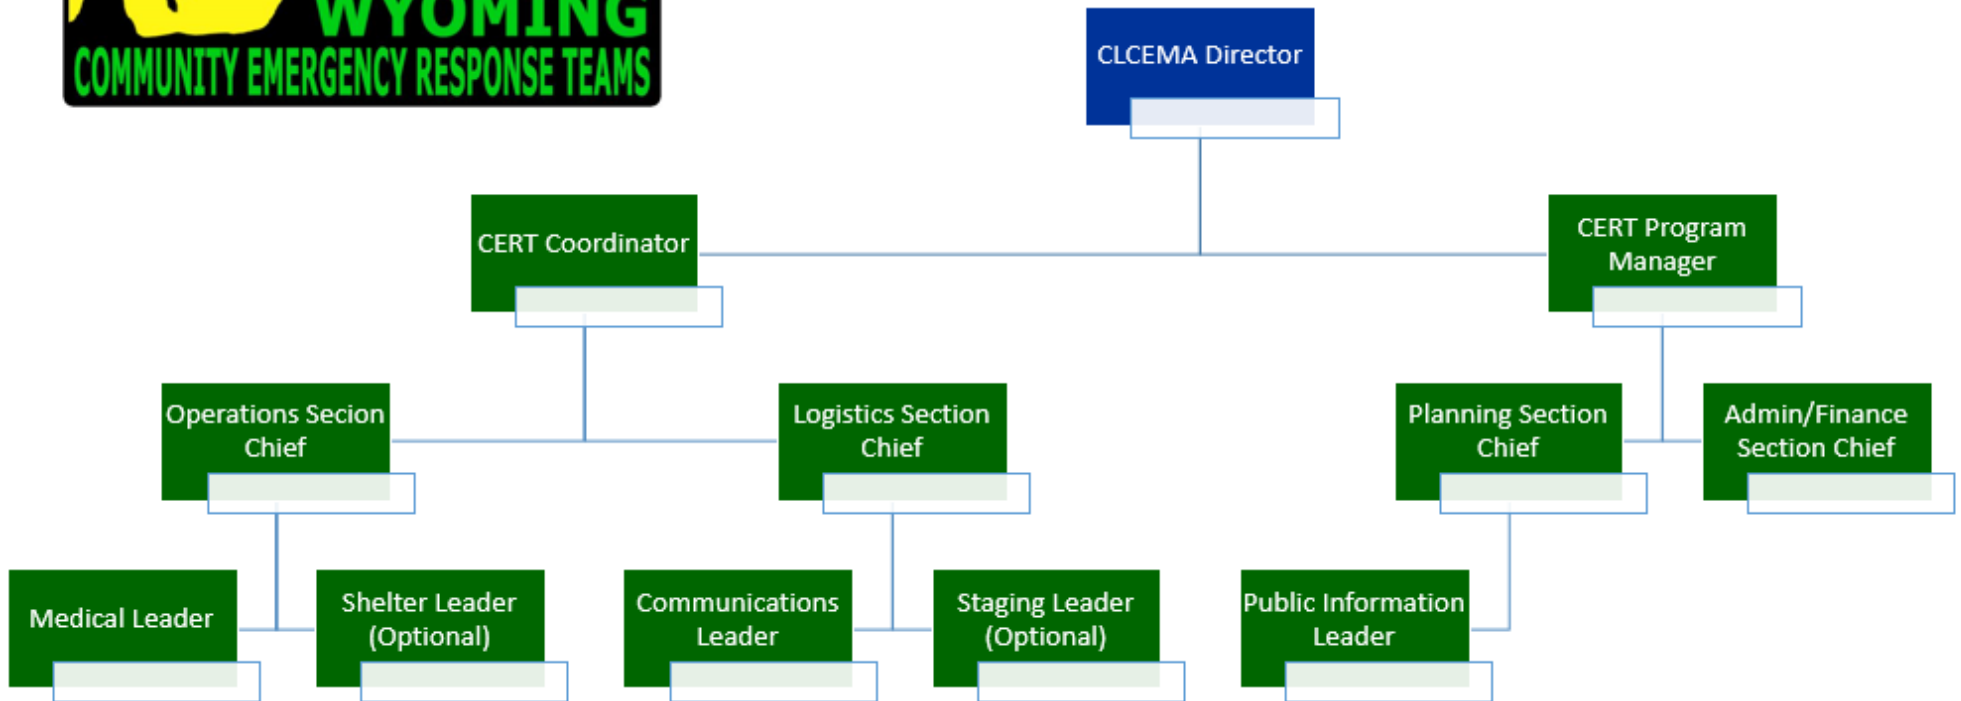 WYOMING
COMMUNITY EMERGENCY RESPONSE TEAMS
CLCEMA Director
CERT Coordinator
CERT Program
Manager
Operations Secion
Chief
Logistics Section
Chief
Planning Section
Chief
Admin/Finance
Section Chief
Medical Leader
Shelter Leader
(Optional)
Communications
Leader
Staging Leader
(Optional)
Public Information
Leader